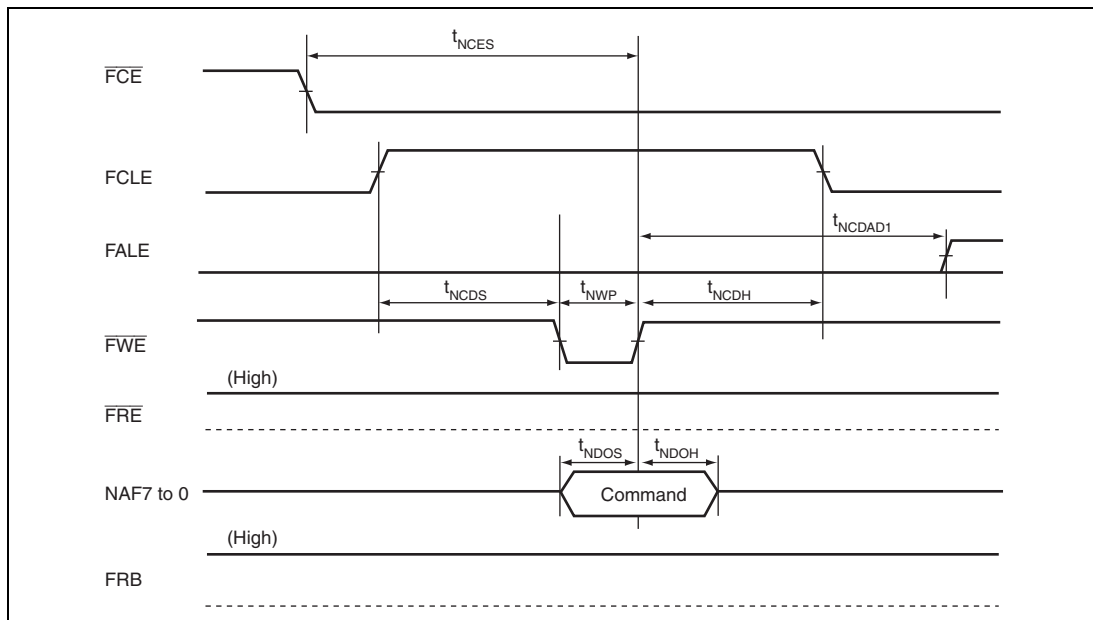 tNCES
FCE
FCLE
tNCDAD1
FALE
tNCDS tNWP tNCDH
FWE
(High)
FRE
tNDOS tNDOH
NAF7 to 0 Command
(High)
FRB